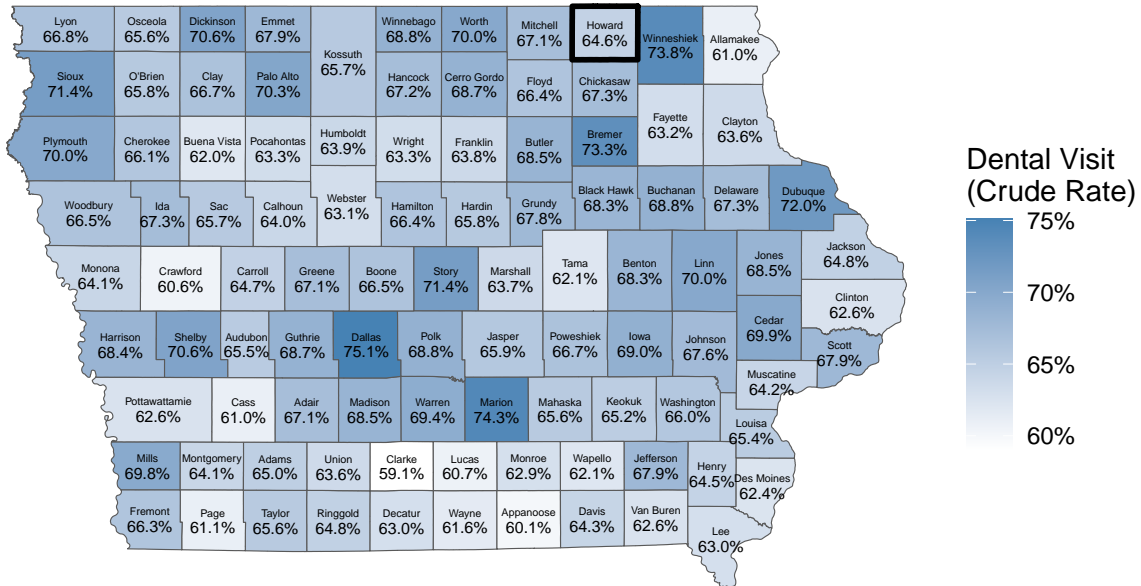 Lyon
66.8%
Osceola
65.6%
Dickinson
70.6%
Emmet
67.9%
Winnebago
68.8%
Worth
70.0%
Mitchell
67.1%
Howard
64.6%
Winneshiek
73.8%
Allamakee
61.0%
Kossuth
65.7%
Sioux
71.4%
O'Brien
65.8%
Clay
66.7%
Palo Alto
70.3%
Hancock
67.2%
Cerro Gordo
68.7%
Floyd
66.4%
Chickasaw
67.3%
Fayette
63.2%
Clayton
63.6%
Plymouth
70.0%
Cherokee
66.1%
Buena Vista
62.0%
Pocahontas
63.3%
Humboldt
63.9%
Wright
63.3%
Franklin
63.8%
Butler
68.5%
Bremer
73.3%
Woodbury
66.5%
Ida
67.3%
Sac
65.7%
Calhoun
64.0%
Webster
63.1%
Hamilton
66.4%
Hardin
65.8%
Grundy
67.8%
Black Hawk
68.3%
Buchanan
68.8%
Delaware
67.3%
Dubuque
72.0%
Monona
64.1%
Crawford
60.6%
Carroll
64.7%
Greene
67.1%
Boone
66.5%
Story
71.4%
Marshall
63.7%
Tama
62.1%
Benton
68.3%
Linn
70.0%
Jones
68.5%
Jackson
64.8%
Clinton
62.6%
Harrison
68.4%
Shelby
70.6%
Audubon
65.5%
Guthrie
68.7%
Dallas
75.1%
Polk
68.8%
Jasper
65.9%
Poweshiek
66.7%
Iowa
69.0%
Johnson
67.6%
Cedar
69.9%
Scott
67.9%
Muscatine
64.2%
Pottawattamie
62.6%
Cass
61.0%
Adair
67.1%
Madison
68.5%
Warren
69.4%
Marion
74.3%
Mahaska
65.6%
Keokuk
65.2%
Washington
66.0%
Louisa
65.4%
Mills
69.8%
Montgomery
64.1%
Adams
65.0%
Union
63.6%
Clarke
59.1%
Lucas
60.7%
Monroe
62.9%
Wapello
62.1%
Jefferson
67.9%
Henry
64.5%
Des Moines
62.4%
Fremont
66.3%
Page
61.1%
Taylor
65.6%
Ringgold
64.8%
Decatur
63.0%
Wayne
61.6%
Appanoose
60.1%
Davis
64.3%
Van Buren
62.6%
Lee
63.0%
Dental Visit
(Crude Rate)
75%
70%
65%
60%